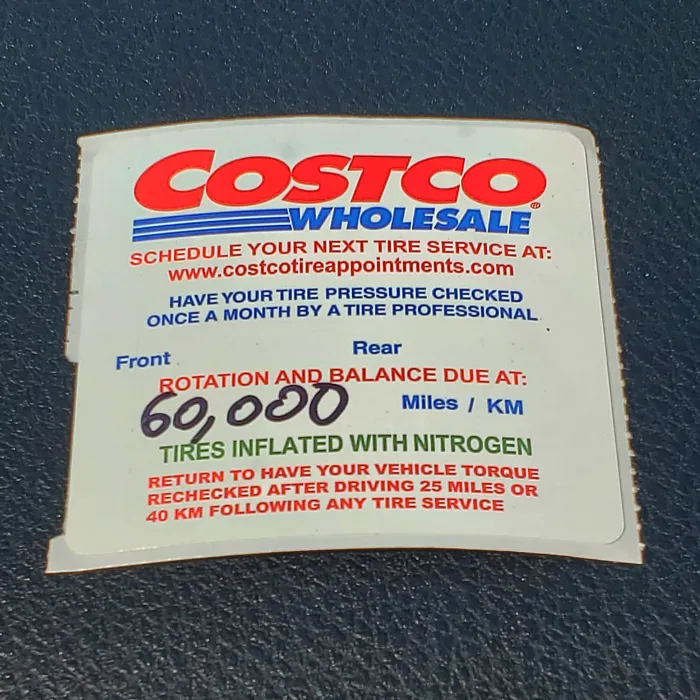 COSTCO
WHOLESALE
SCHEDULE YOUR NEXT TIRE SERVICE AT:
www.costcotireappointments.com
HAVE YOUR TIRE PRESSURE CHECKED
ONCE A MONTH BY A TIRE PROFESSIONAL
Front Rear
ROTATION AND BALANCE DUE AT:
60,000 Miles / KM
TIRES INFLATED WITH NITROGEN
RETURN TO HAVE YOUR VEHICLE TORQUE
RECHECKED AFTER DRIVING 25 MILES OR
40 KM FOLLOWING ANY TIRE SERVICE